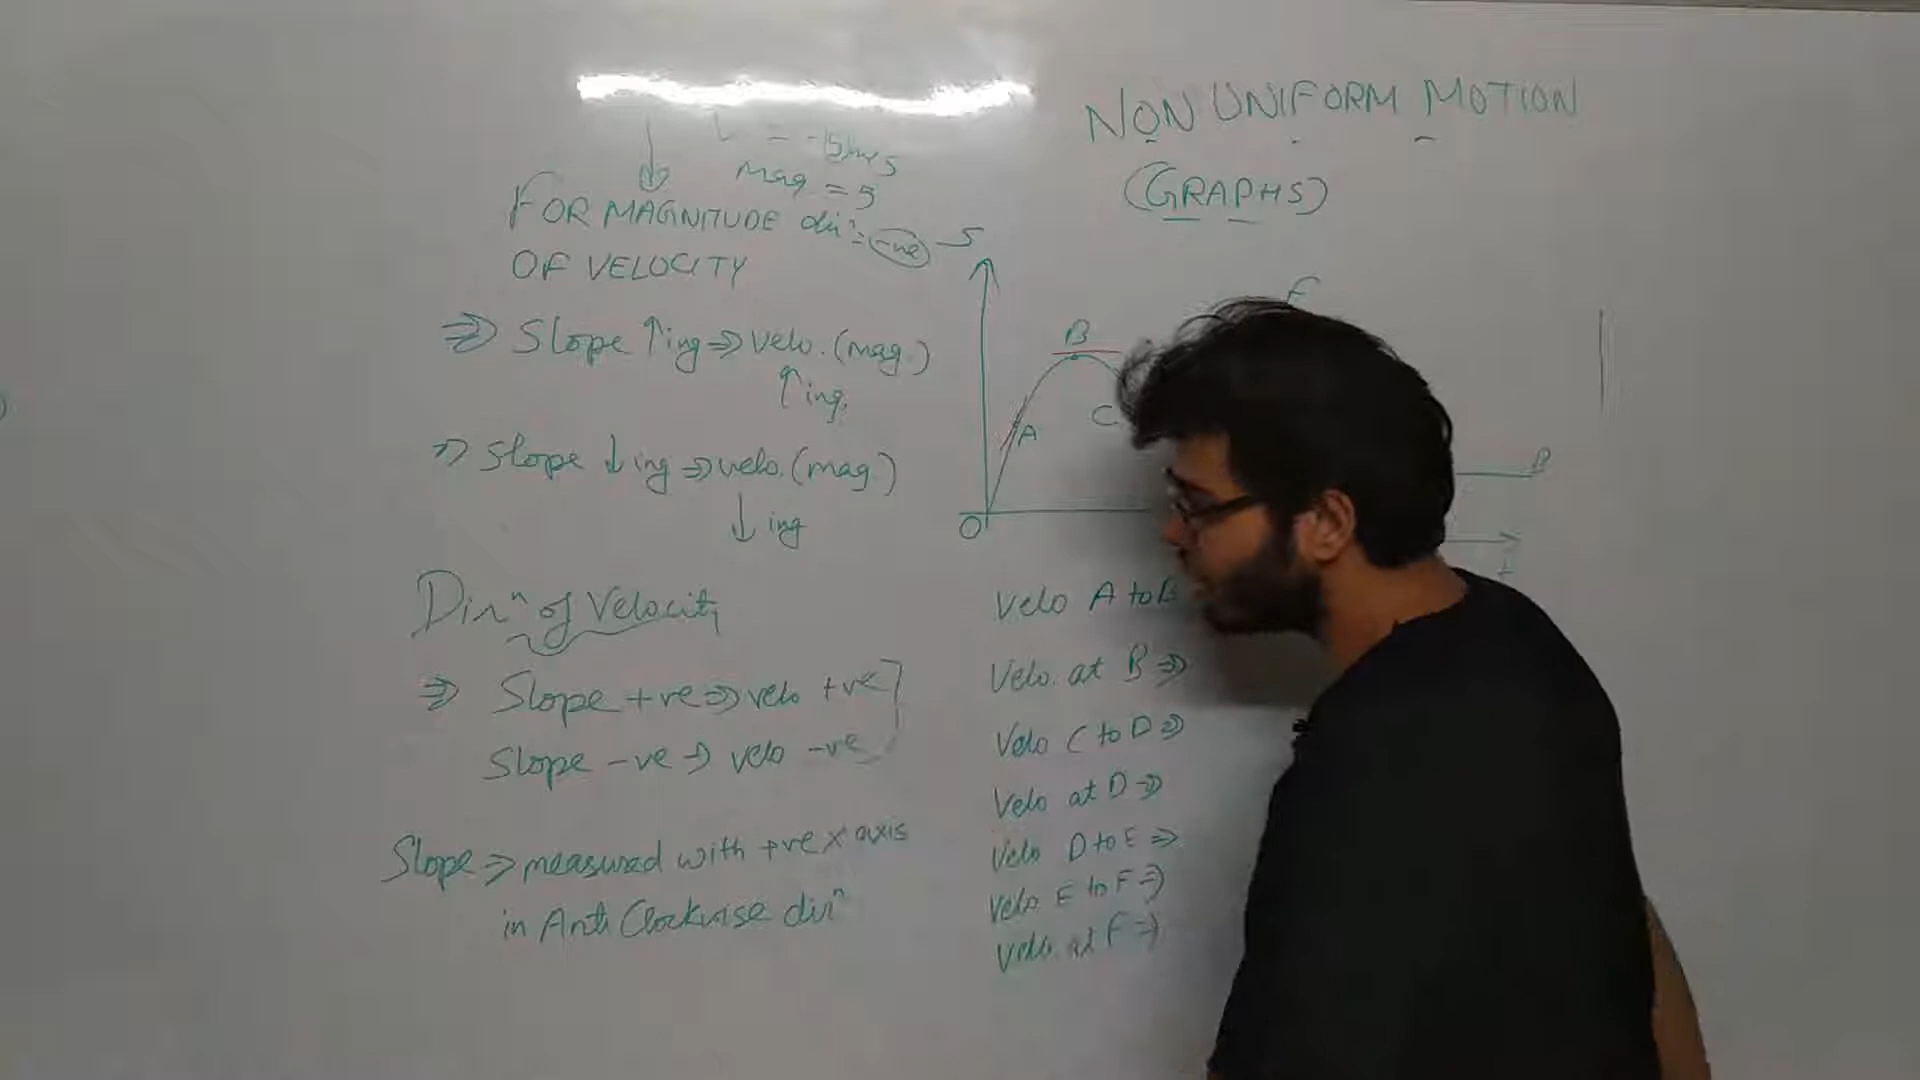 mag = 5
FOR MAGNITUDE dirⁿ = -ve
OF VELOCITY
⇒ Slope ↑ing ⇒ velo. (mag.)
↑ing.
⇒ Slope ↓ing ⇒ velo. (mag.)
↓ing
Dirⁿ of Velocity
⇒ Slope +ve ⇒ velo +ve
Slope -ve ⇒ velo -ve
Slope ⇒ measured with +ve x axis
in Anti Clockwise dirⁿ
NON UNIFORM MOTION
(GRAPHS)
S
F
B
C
A
O
t
Velo A to B
Velo. at B ⇒
Velo C to D ⇒
Velo at D ⇒
Velo D to E ⇒
Velo E to F ⇒
Velo. at F ⇒